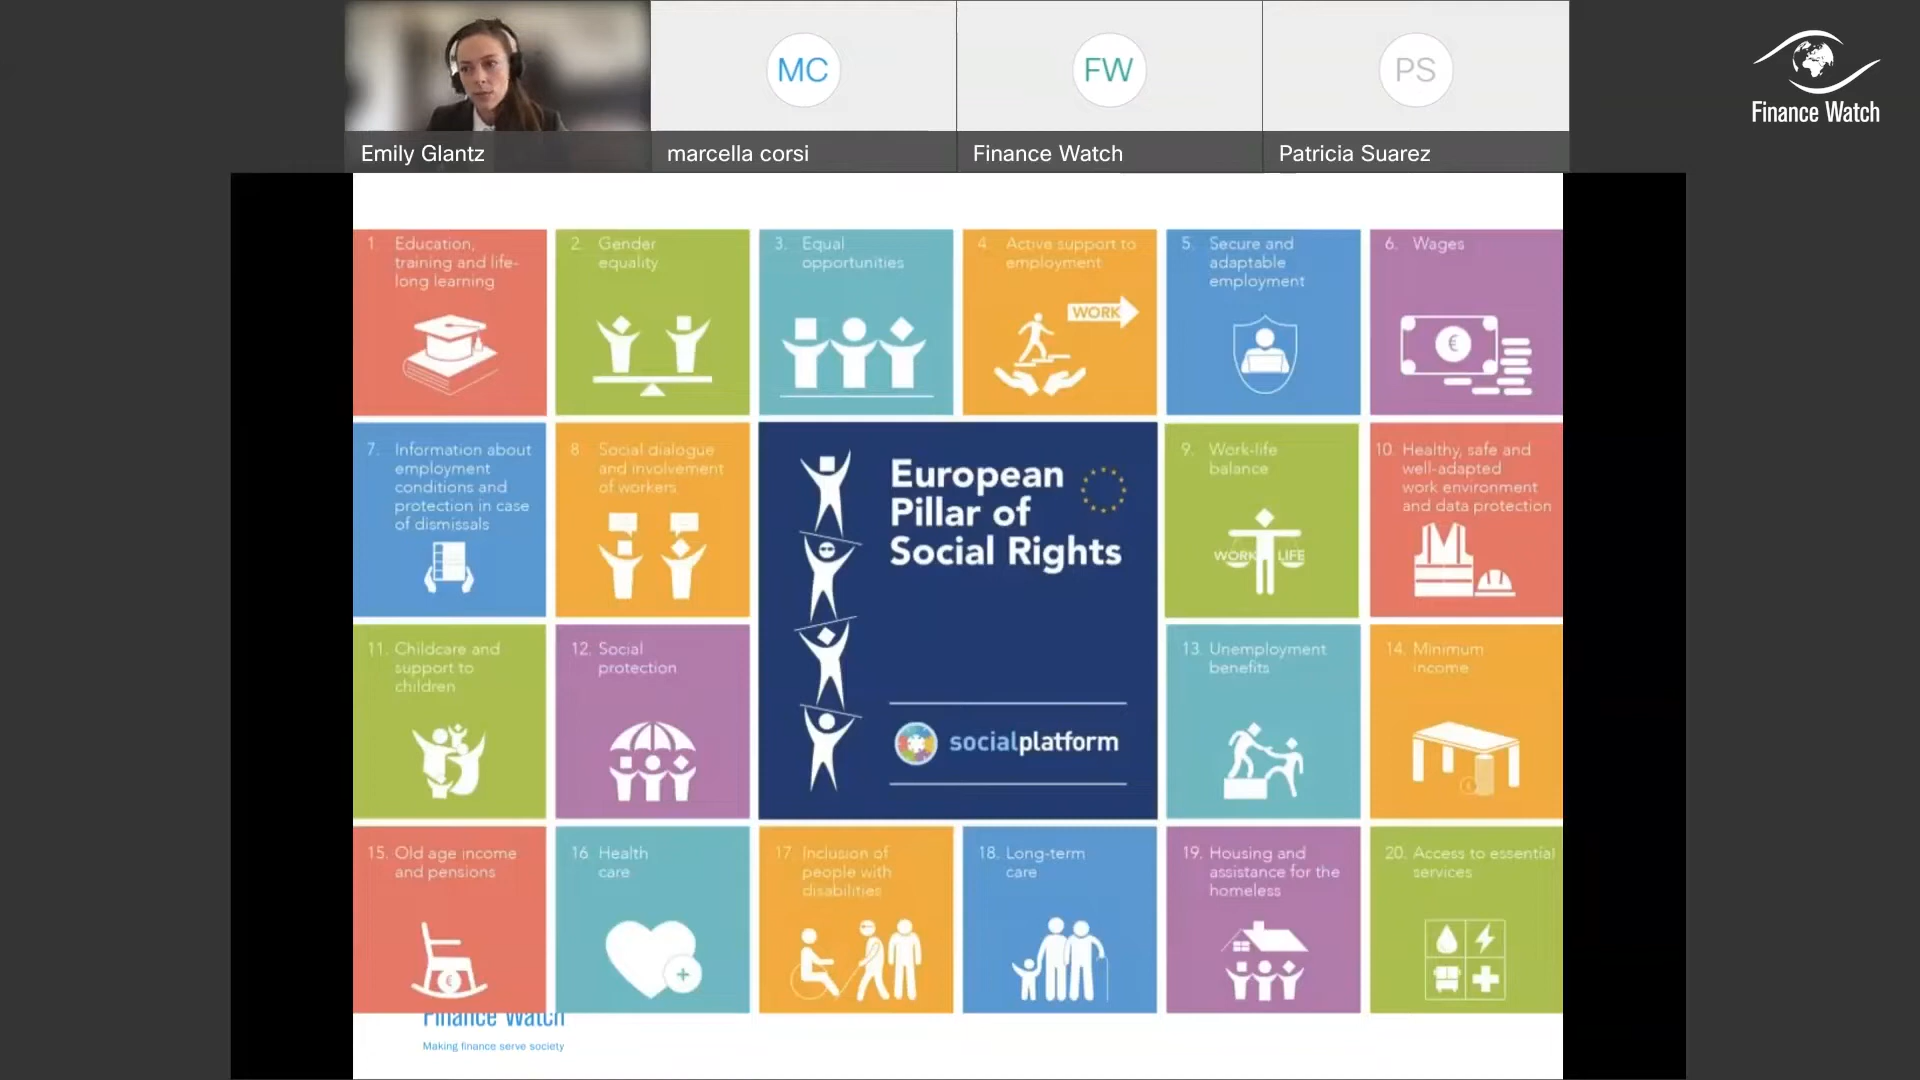 MC
FW
PS
Finance Watch
Emily Glantz
marcella corsi
Finance Watch
Patricia Suarez
1. Education,
training and life-
long learning
2. Gender
equality
3. Equal
opportunities
4. Active support to
employment
WORK
5. Secure and
adaptable
employment
6. Wages
€
7. Information about
employment
conditions and
protection in case
of dismissals
8. Social dialogue
and involvement
of workers
European
Pillar of
Social Rights
socialplatform
9. Work-life
balance
WORK LIFE
10. Healthy, safe and
well-adapted
work environment
and data protection
11. Childcare and
support to
children
12. Social
protection
13. Unemployment
benefits
14. Minimum
income
€
15. Old age income
and pensions
€
16. Health
care
17. Inclusion of
people with
disabilities
18. Long-term
care
19. Housing and
assistance for the
homeless
20. Access to essential
services
Finance Watch
Making finance serve society